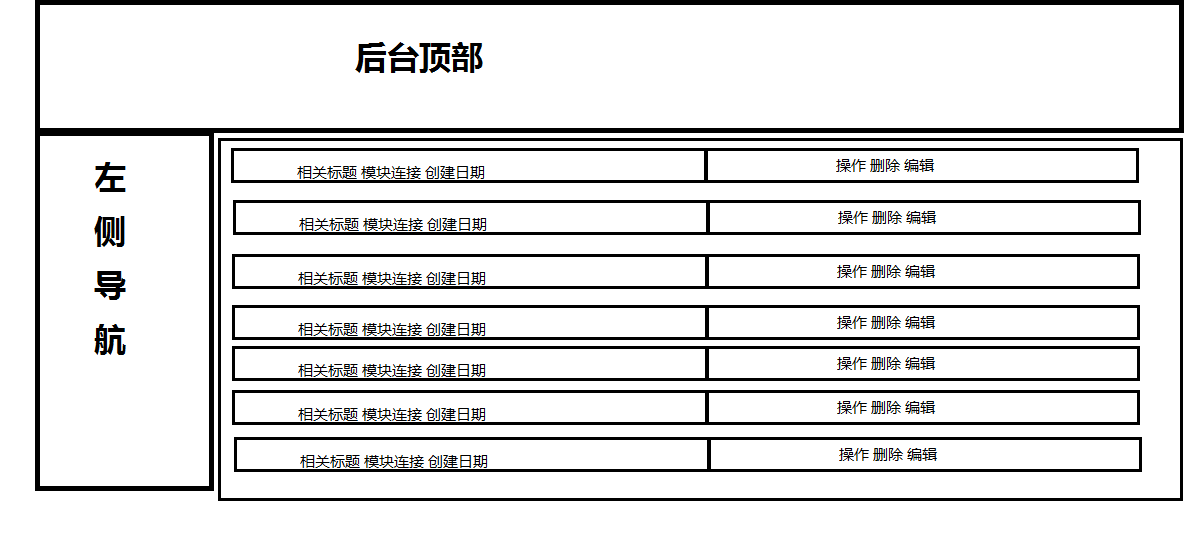 后台顶部
左
侧
导
航
相关标题 模块连接 创建日期 操作 删除 编辑
相关标题 模块连接 创建日期 操作 删除 编辑
相关标题 模块连接 创建日期 操作 删除 编辑
相关标题 模块连接 创建日期 操作 删除 编辑
相关标题 模块连接 创建日期 操作 删除 编辑
相关标题 模块连接 创建日期 操作 删除 编辑
相关标题 模块连接 创建日期 操作 删除 编辑